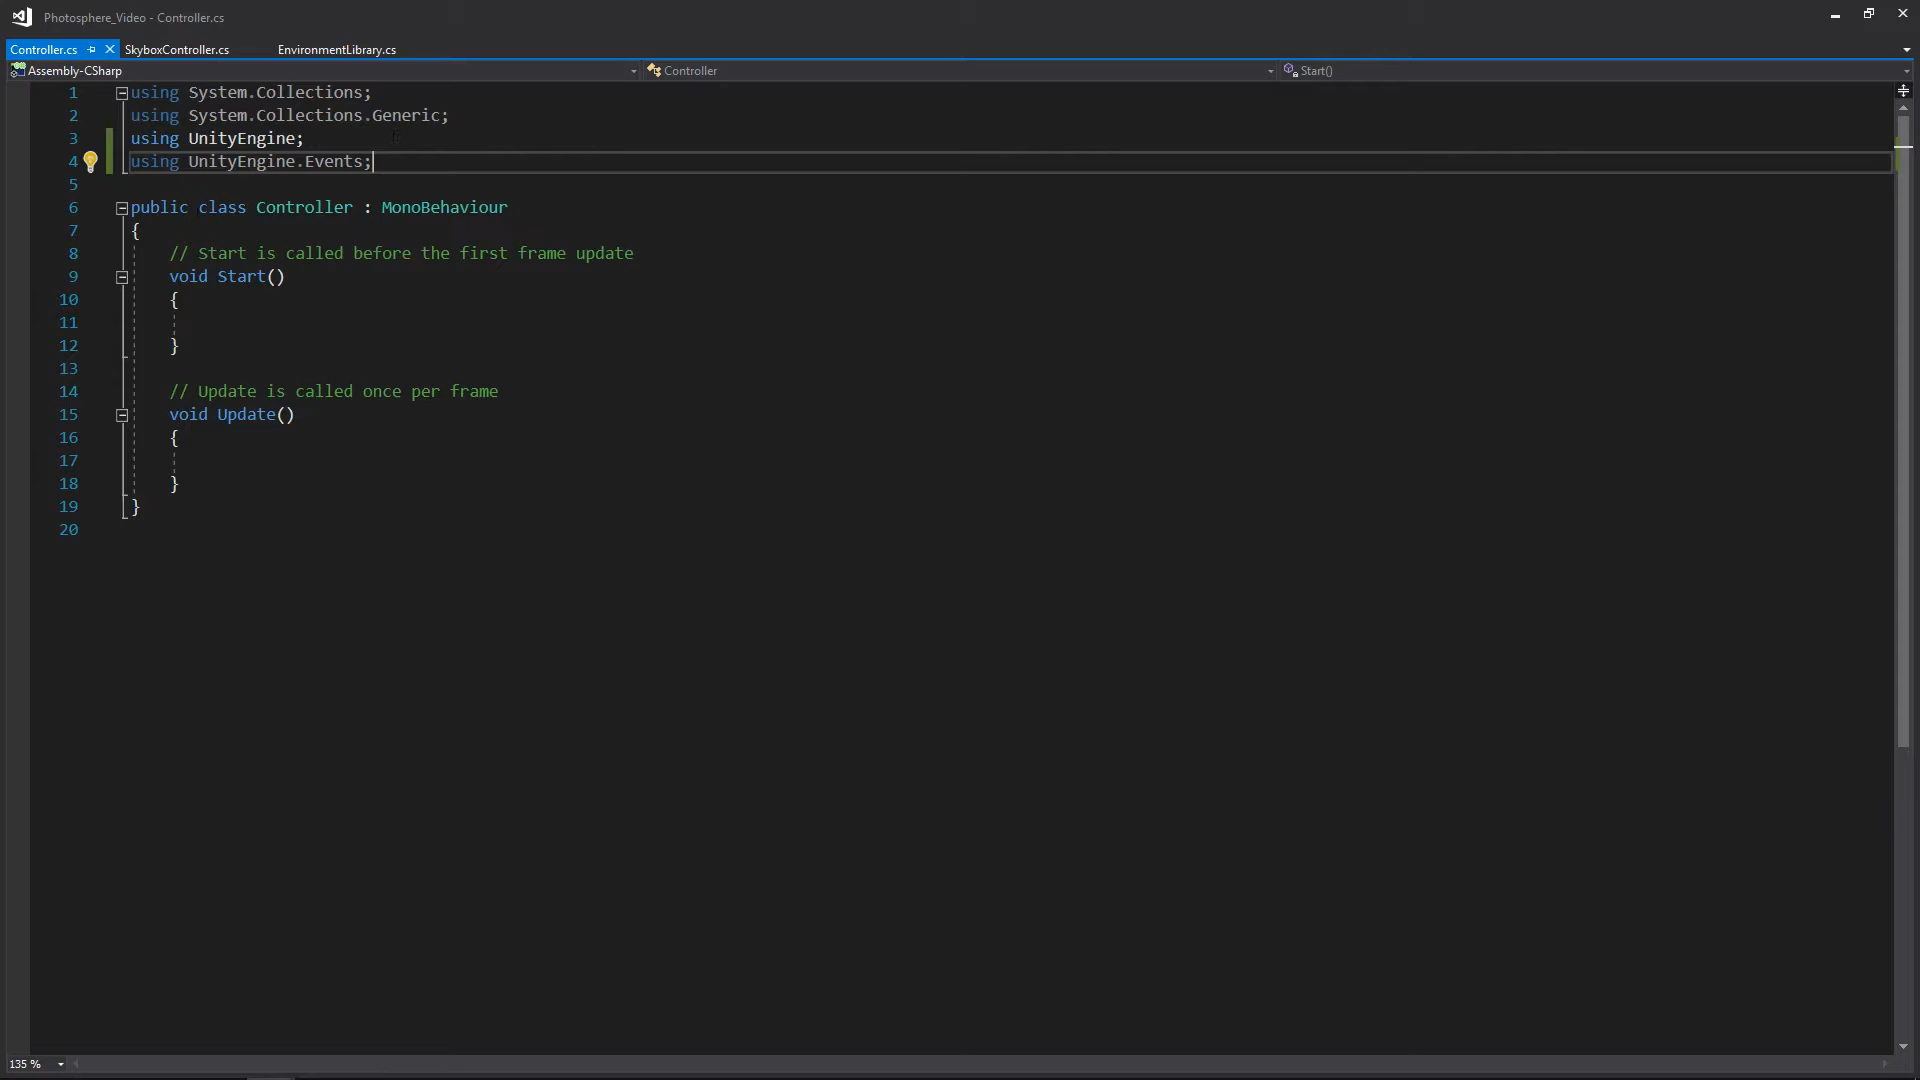 Photosphere_Video - Controller.cs
Controller.cs SkyboxController.cs EnvironmentLibrary.cs
Assembly-CSharp Controller Start()
1 using System.Collections;
2 using System.Collections.Generic;
3 using UnityEngine;
4 using UnityEngine.Events;
5
6 public class Controller : MonoBehaviour
7 {
8 // Start is called before the first frame update
9 void Start()
10 {
11
12 }
13
14 // Update is called once per frame
15 void Update()
16 {
17
18 }
19 }
20
135 %